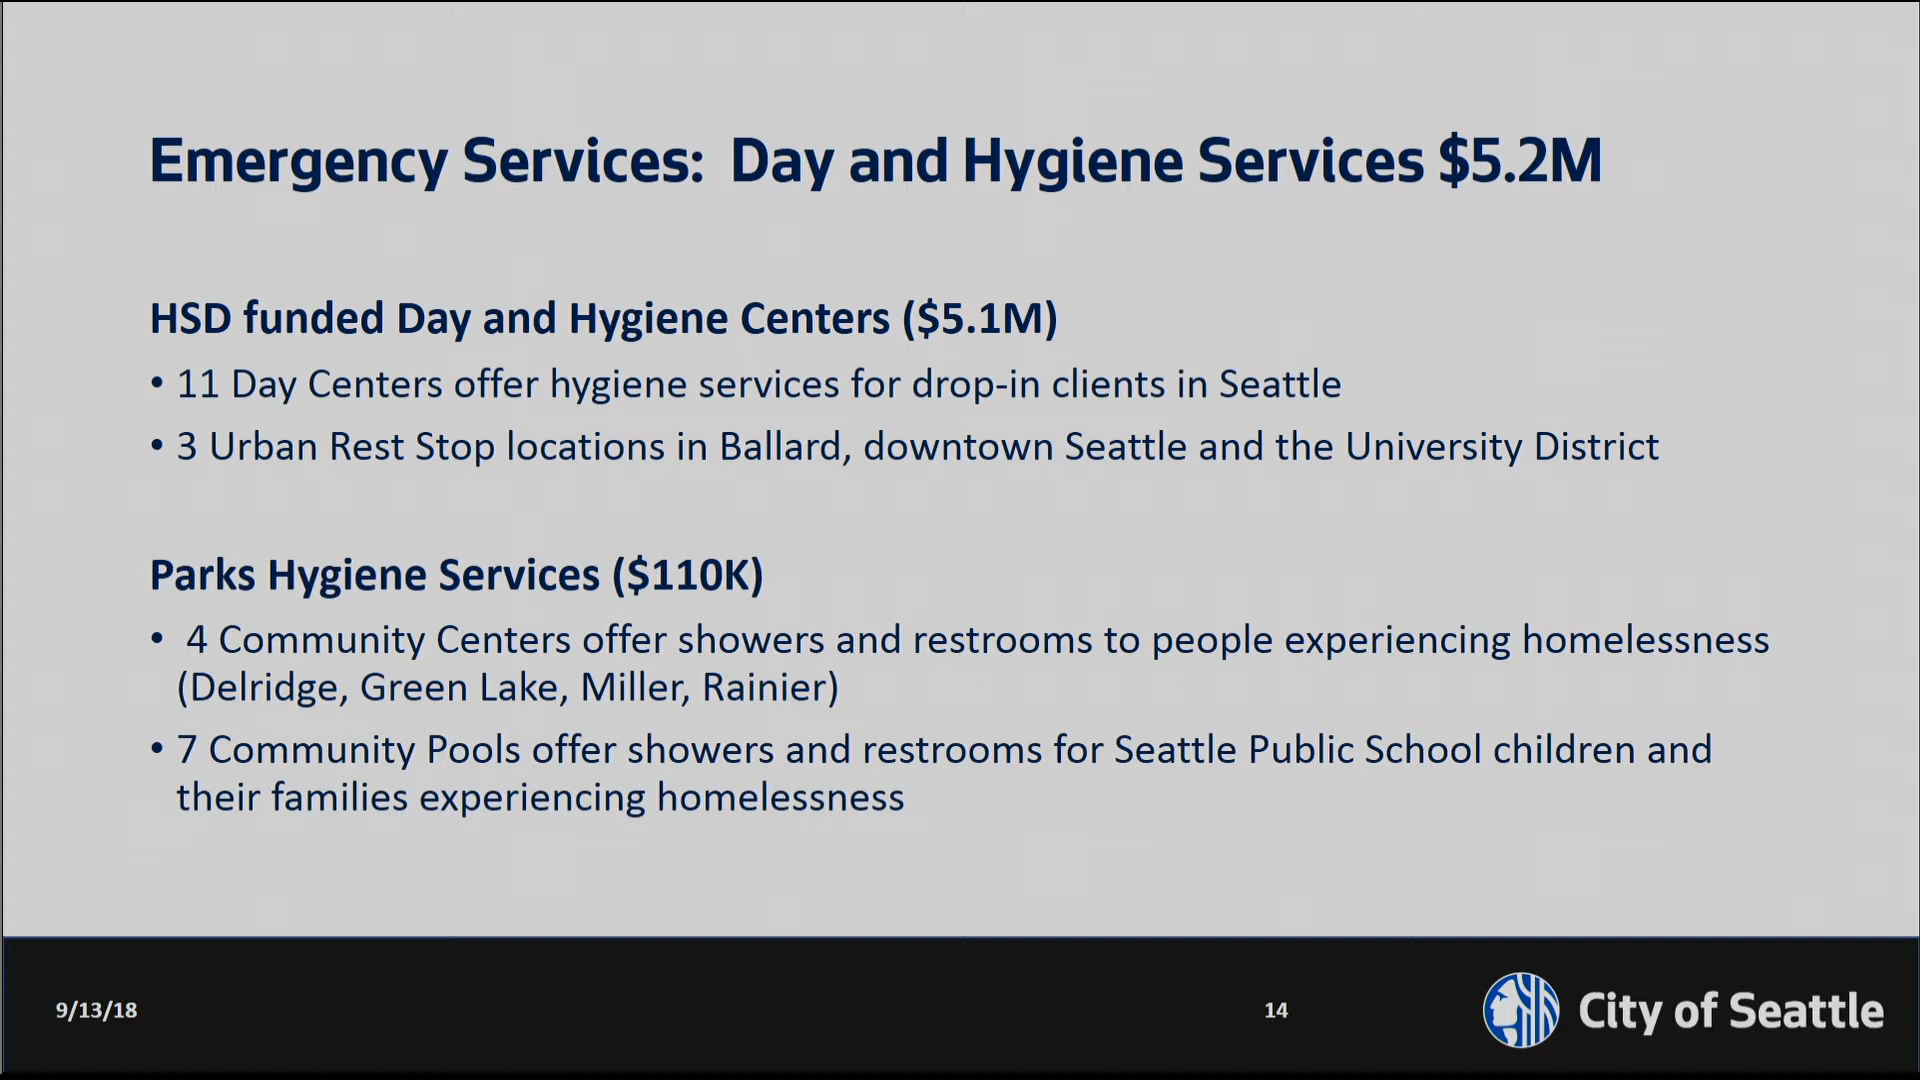 Emergency Services:  Day and Hygiene Services $5.2M
HSD funded Day and Hygiene Centers ($5.1M)
• 11 Day Centers offer hygiene services for drop-in clients in Seattle
• 3 Urban Rest Stop locations in Ballard, downtown Seattle and the University District
Parks Hygiene Services ($110K)
•  4 Community Centers offer showers and restrooms to people experiencing homelessness
(Delridge, Green Lake, Miller, Rainier)
• 7 Community Pools offer showers and restrooms for Seattle Public School children and
their families experiencing homelessness
9/13/18
14
City of Seattle